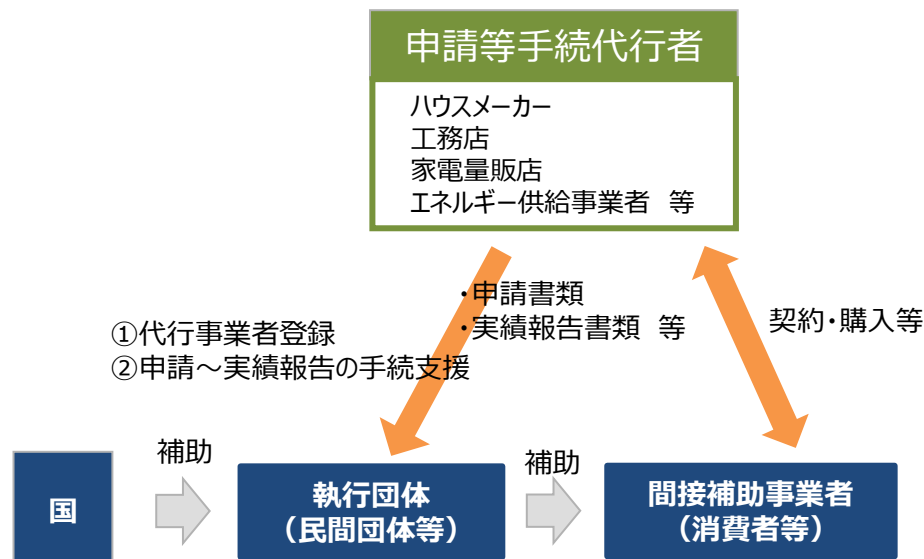 申請等手続代行者
ハウスメーカー
工務店
家電量販店
エネルギー供給事業者 等
・申請書類
・実績報告書類 等
①代行事業者登録
②申請～実績報告の手続支援
契約・購入等
補助
補助
国
執行団体
（民間団体等）
間接補助事業者
（消費者等）